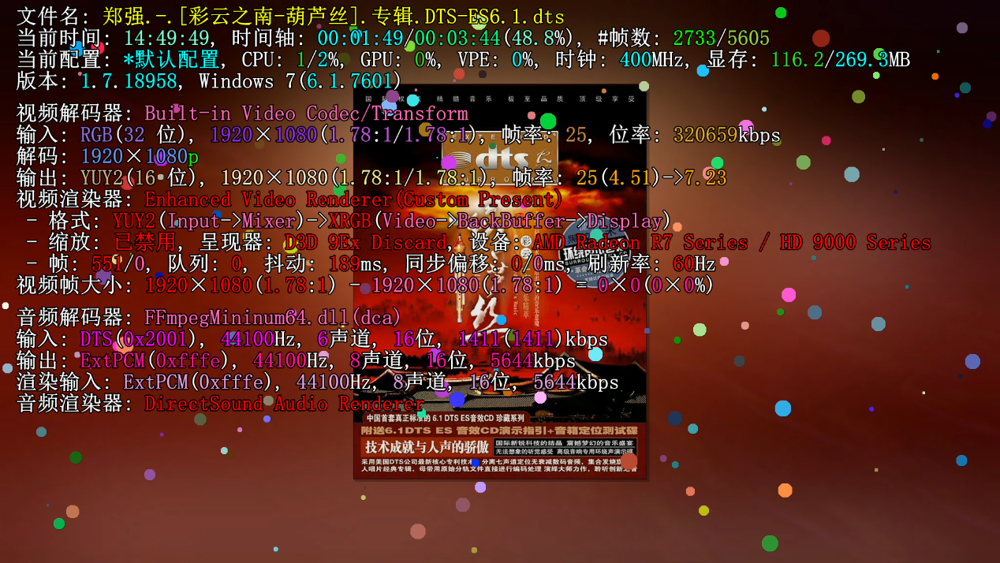 文件名: 郑强.-.[彩云之南-葫芦丝].专辑.DTS-ES6.1.dts
当前时间: 14:49:49, 时间轴: 00:01:49/00:03:44(48.8%), #帧数: 2733/5605
当前配置: *默认配置, CPU: 1/2%, GPU: 0%, VPE: 0%, 时钟: 400MHz, 显存: 116.2/269.3MB
版本: 1.7.18958, Windows 7(6.1.7601)
视频解码器: Built-in Video Codec/Transform
输入: RGB(32 位), 1920×1080(1.78:1/1.78:1), 帧率: 25, 位率: 320659kbps
解码: 1920×1080p
输出: YUY2(16 位), 1920×1080(1.78:1/1.78:1), 帧率: 25(4.51)->7.23
视频渲染器: Enhanced Video Renderer(Custom Present)
- 格式: YUY2(Input->Mixer)->XRGB(Video->BackBuffer->Display)
- 缩放: 已禁用, 呈现器: D3D 9Ex Discard, 设备: AMD Radeon R7 Series / HD 9000 Series
- 帧: 551/0, 队列: 0, 抖动: 189ms, 同步偏移: 0/0ms, 刷新率: 60Hz
视频帧大小: 1920×1080(1.78:1) - 1920×1080(1.78:1) = 0×0(0×0%)
音频解码器: FFmpegMininum64.dll(dca)
输入: DTS(0x2001), 44100Hz, 6声道, 16位, 1411(1411)kbps
输出: ExtPCM(0xfffe), 44100Hz, 8声道, 16位, 5644kbps
渲染输入: ExtPCM(0xfffe), 44100Hz, 8声道, 16位, 5644kbps
音频渲染器: DirectSound Audio Renderer
精髓音乐 极至品质 顶级享受
dts
丝
中国首套真正标准的 6.1 DTS ES音效CD 珍藏系列
附送6.1DTS ES 音效CD演示指引+音箱定位测试碟
技术成就与人声的骄傲
国际新锐科技的结晶 震撼梦幻的音乐盛宴
无法想象的听觉感受 高级音响专用环绕声演示碟
采用美国DTS公司最新核心专利技术 分离七声道定位无衰减数码音频, 集合发烧
人唱片经典专辑, 母带用原始分轨文件直接进行编码处理 演绎大师力作, 聆听创新之音